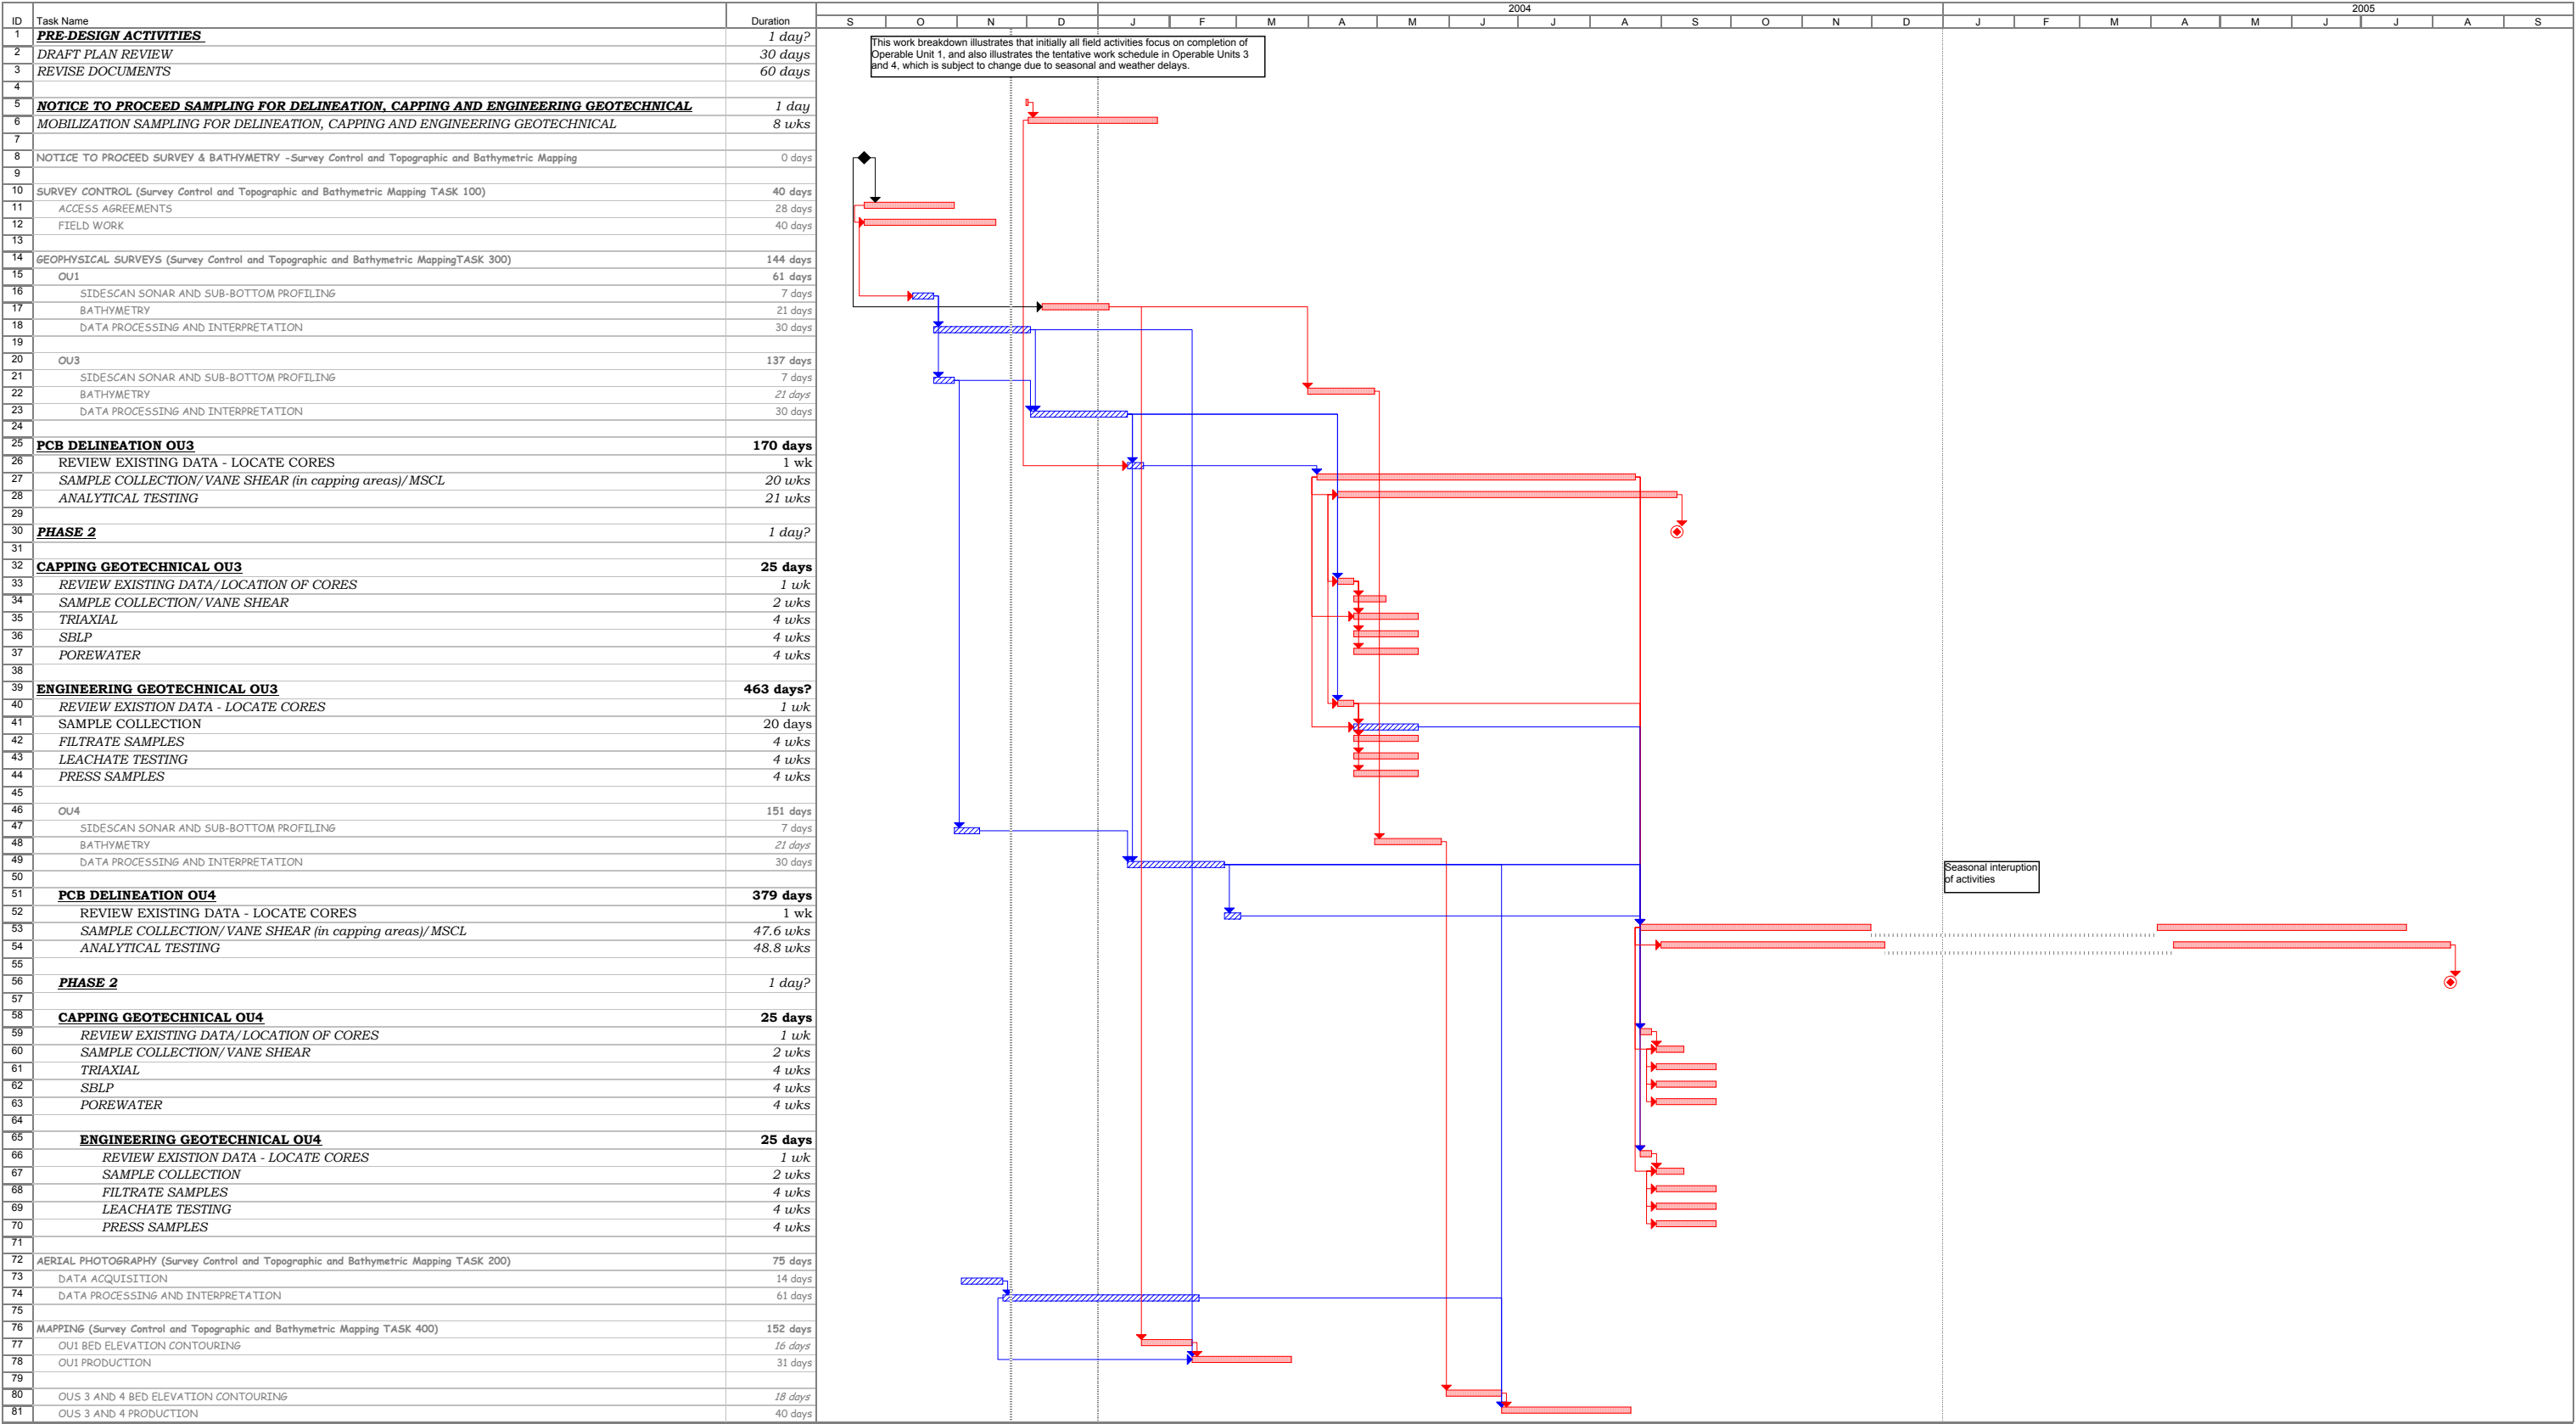 2004 2005
ID Task Name Duration S O N D J F M A M J J A S O N D J F M A M J J A S
1 PRE-DESIGN ACTIVITIES 1 day?
This work breakdown illustrates that initially all field activities focus on completion of
Operable Unit 1, and also illustrates the tentative work schedule in Operable Units 3
and 4, which is subject to change due to seasonal and weather delays.
2 DRAFT PLAN REVIEW 30 days
3 REVISE DOCUMENTS 60 days
4
5 NOTICE TO PROCEED SAMPLING FOR DELINEATION, CAPPING AND ENGINEERING GEOTECHNICAL 1 day
6 MOBILIZATION SAMPLING FOR DELINEATION, CAPPING AND ENGINEERING GEOTECHNICAL 8 wks
7
8 NOTICE TO PROCEED SURVEY & BATHYMETRY -Survey Control and Topographic and Bathymetric Mapping 0 days
9
10 SURVEY CONTROL (Survey Control and Topographic and Bathymetric Mapping TASK 100) 40 days
11 ACCESS AGREEMENTS 28 days
12 FIELD WORK 40 days
13
14 GEOPHYSICAL SURVEYS (Survey Control and Topographic and Bathymetric MappingTASK 300) 144 days
15 OU1 61 days
16 SIDESCAN SONAR AND SUB-BOTTOM PROFILING 7 days
17 BATHYMETRY 21 days
18 DATA PROCESSING AND INTERPRETATION 30 days
19
20 OU3 137 days
21 SIDESCAN SONAR AND SUB-BOTTOM PROFILING 7 days
22 BATHYMETRY 21 days
23 DATA PROCESSING AND INTERPRETATION 30 days
24
25 PCB DELINEATION OU3 170 days
26 REVIEW EXISTING DATA - LOCATE CORES 1 wk
27 SAMPLE COLLECTION/VANE SHEAR (in capping areas)/MSCL 20 wks
28 ANALYTICAL TESTING 21 wks
29
30 PHASE 2 1 day?
31
32 CAPPING GEOTECHNICAL OU3 25 days
33 REVIEW EXISTING DATA/LOCATION OF CORES 1 wk
34 SAMPLE COLLECTION/VANE SHEAR 2 wks
35 TRIAXIAL 4 wks
36 SBLP 4 wks
37 POREWATER 4 wks
38
39 ENGINEERING GEOTECHNICAL OU3 463 days?
40 REVIEW EXISTION DATA - LOCATE CORES 1 wk
41 SAMPLE COLLECTION 20 days
42 FILTRATE SAMPLES 4 wks
43 LEACHATE TESTING 4 wks
44 PRESS SAMPLES 4 wks
45
46 OU4 151 days
47 SIDESCAN SONAR AND SUB-BOTTOM PROFILING 7 days
48 BATHYMETRY 21 days
49 DATA PROCESSING AND INTERPRETATION 30 days
Seasonal interuption
of activities
50
51 PCB DELINEATION OU4 379 days
52 REVIEW EXISTING DATA - LOCATE CORES 1 wk
53 SAMPLE COLLECTION/VANE SHEAR (in capping areas)/MSCL 47.6 wks
54 ANALYTICAL TESTING 48.8 wks
55
56 PHASE 2 1 day?
57
58 CAPPING GEOTECHNICAL OU4 25 days
59 REVIEW EXISTING DATA/LOCATION OF CORES 1 wk
60 SAMPLE COLLECTION/VANE SHEAR 2 wks
61 TRIAXIAL 4 wks
62 SBLP 4 wks
63 POREWATER 4 wks
64
65 ENGINEERING GEOTECHNICAL OU4 25 days
66 REVIEW EXISTION DATA - LOCATE CORES 1 wk
67 SAMPLE COLLECTION 2 wks
68 FILTRATE SAMPLES 4 wks
69 LEACHATE TESTING 4 wks
70 PRESS SAMPLES 4 wks
71
72 AERIAL PHOTOGRAPHY (Survey Control and Topographic and Bathymetric Mapping TASK 200) 75 days
73 DATA ACQUISITION 14 days
74 DATA PROCESSING AND INTERPRETATION 61 days
75
76 MAPPING (Survey Control and Topographic and Bathymetric Mapping TASK 400) 152 days
77 OU1 BED ELEVATION CONTOURING 16 days
78 OU1 PRODUCTION 31 days
79
80 OUS 3 AND 4 BED ELEVATION CONTOURING 18 days
81 OUS 3 AND 4 PRODUCTION 40 days